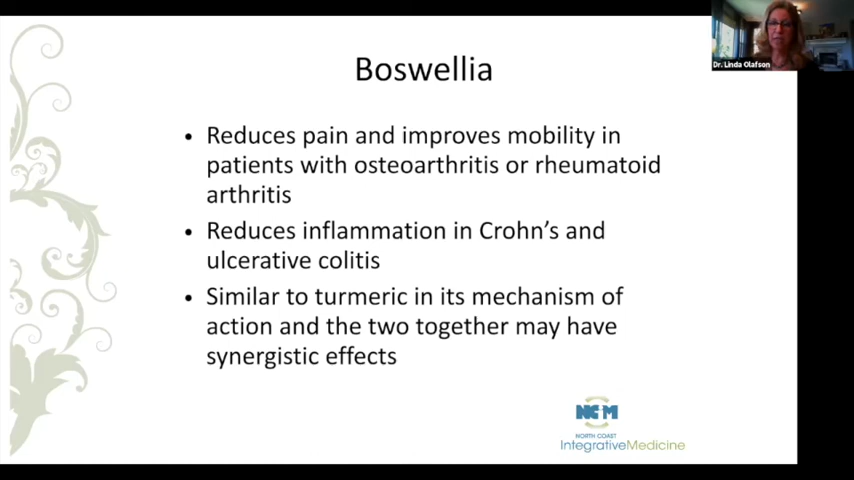 Dr. Linda Olafson
Boswellia
• Reduces pain and improves mobility in
patients with osteoarthritis or rheumatoid
arthritis
• Reduces inflammation in Crohn's and
ulcerative colitis
• Similar to turmeric in its mechanism of
action and the two together may have
synergistic effects
NCIM
NORTH COAST
IntegrativeMedicine